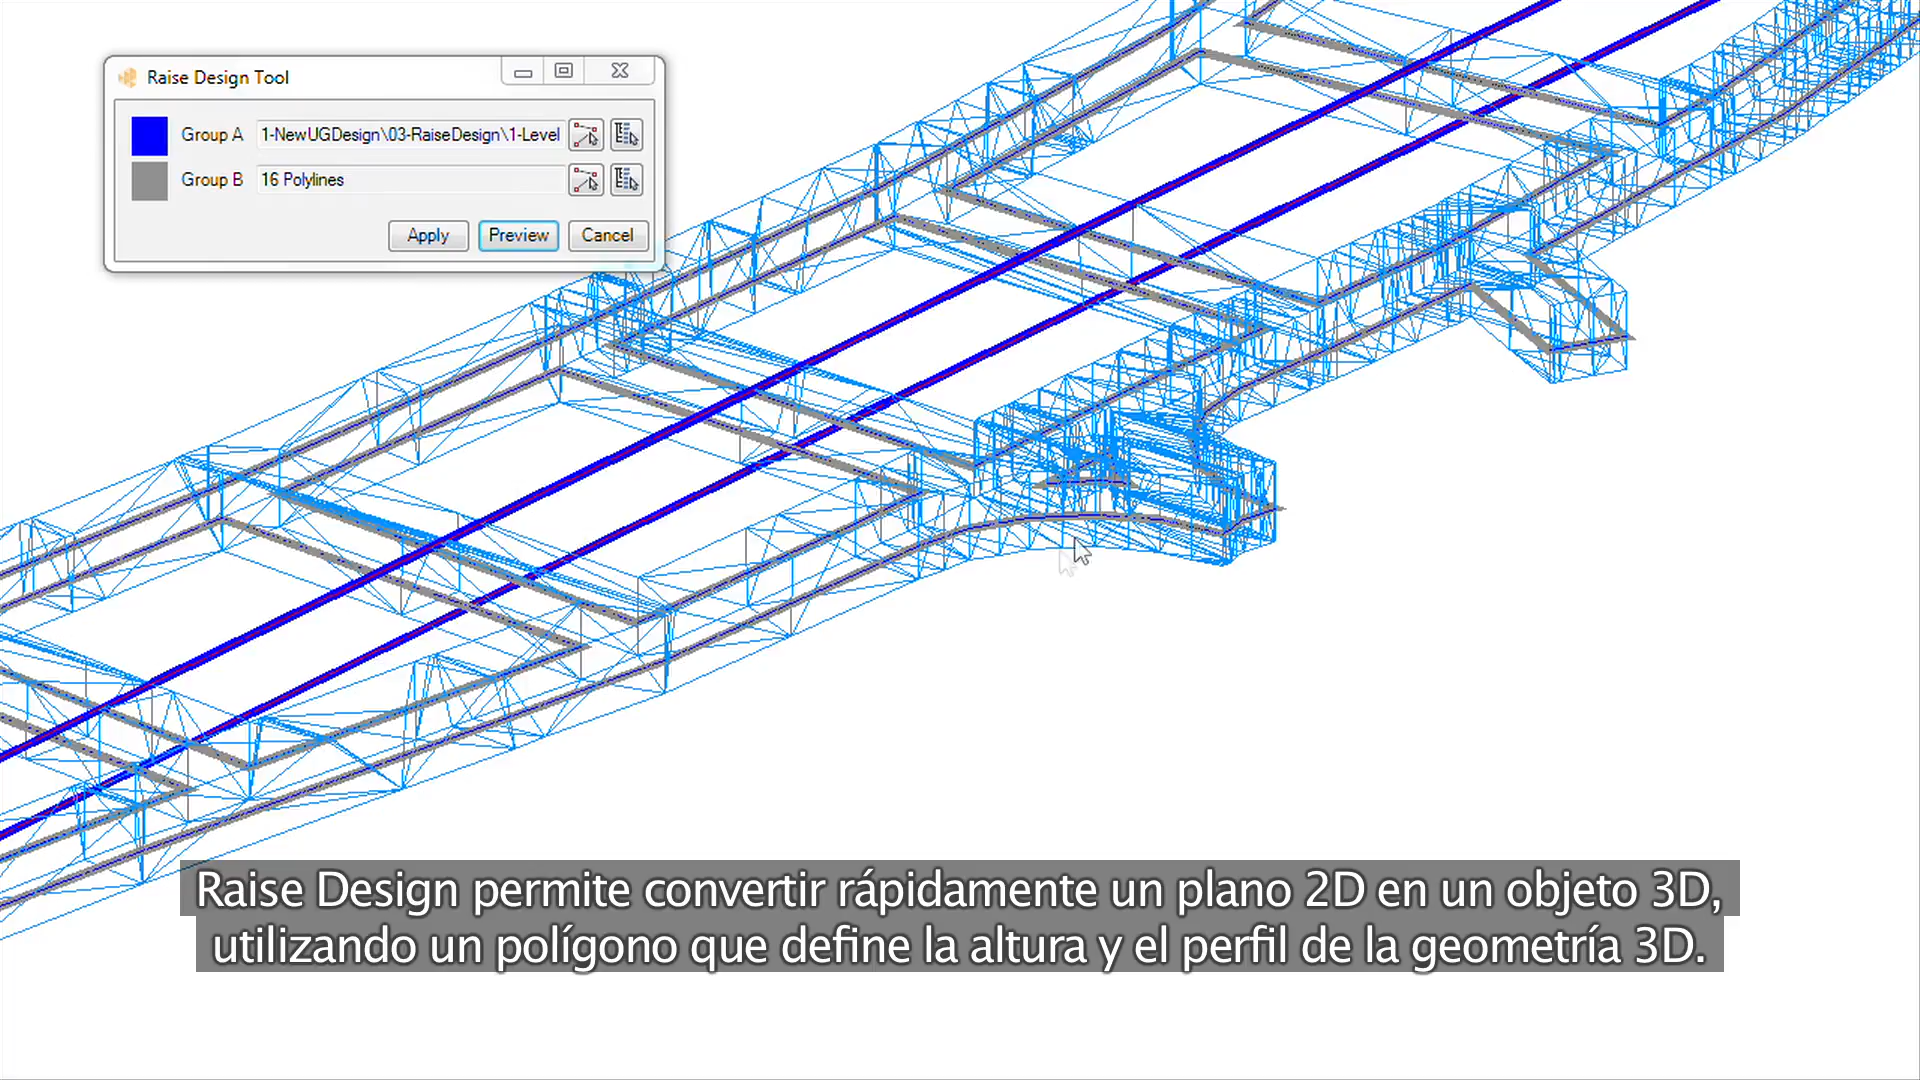 Raise Design Tool
Group A 1-NewUGDesign\03-RaiseDesign\1-Level
Group B 16 Polylines
Apply Preview Cancel
Raise Design permite convertir rápidamente un plano 2D en un objeto 3D,
utilizando un polígono que define la altura y el perfil de la geometría 3D.